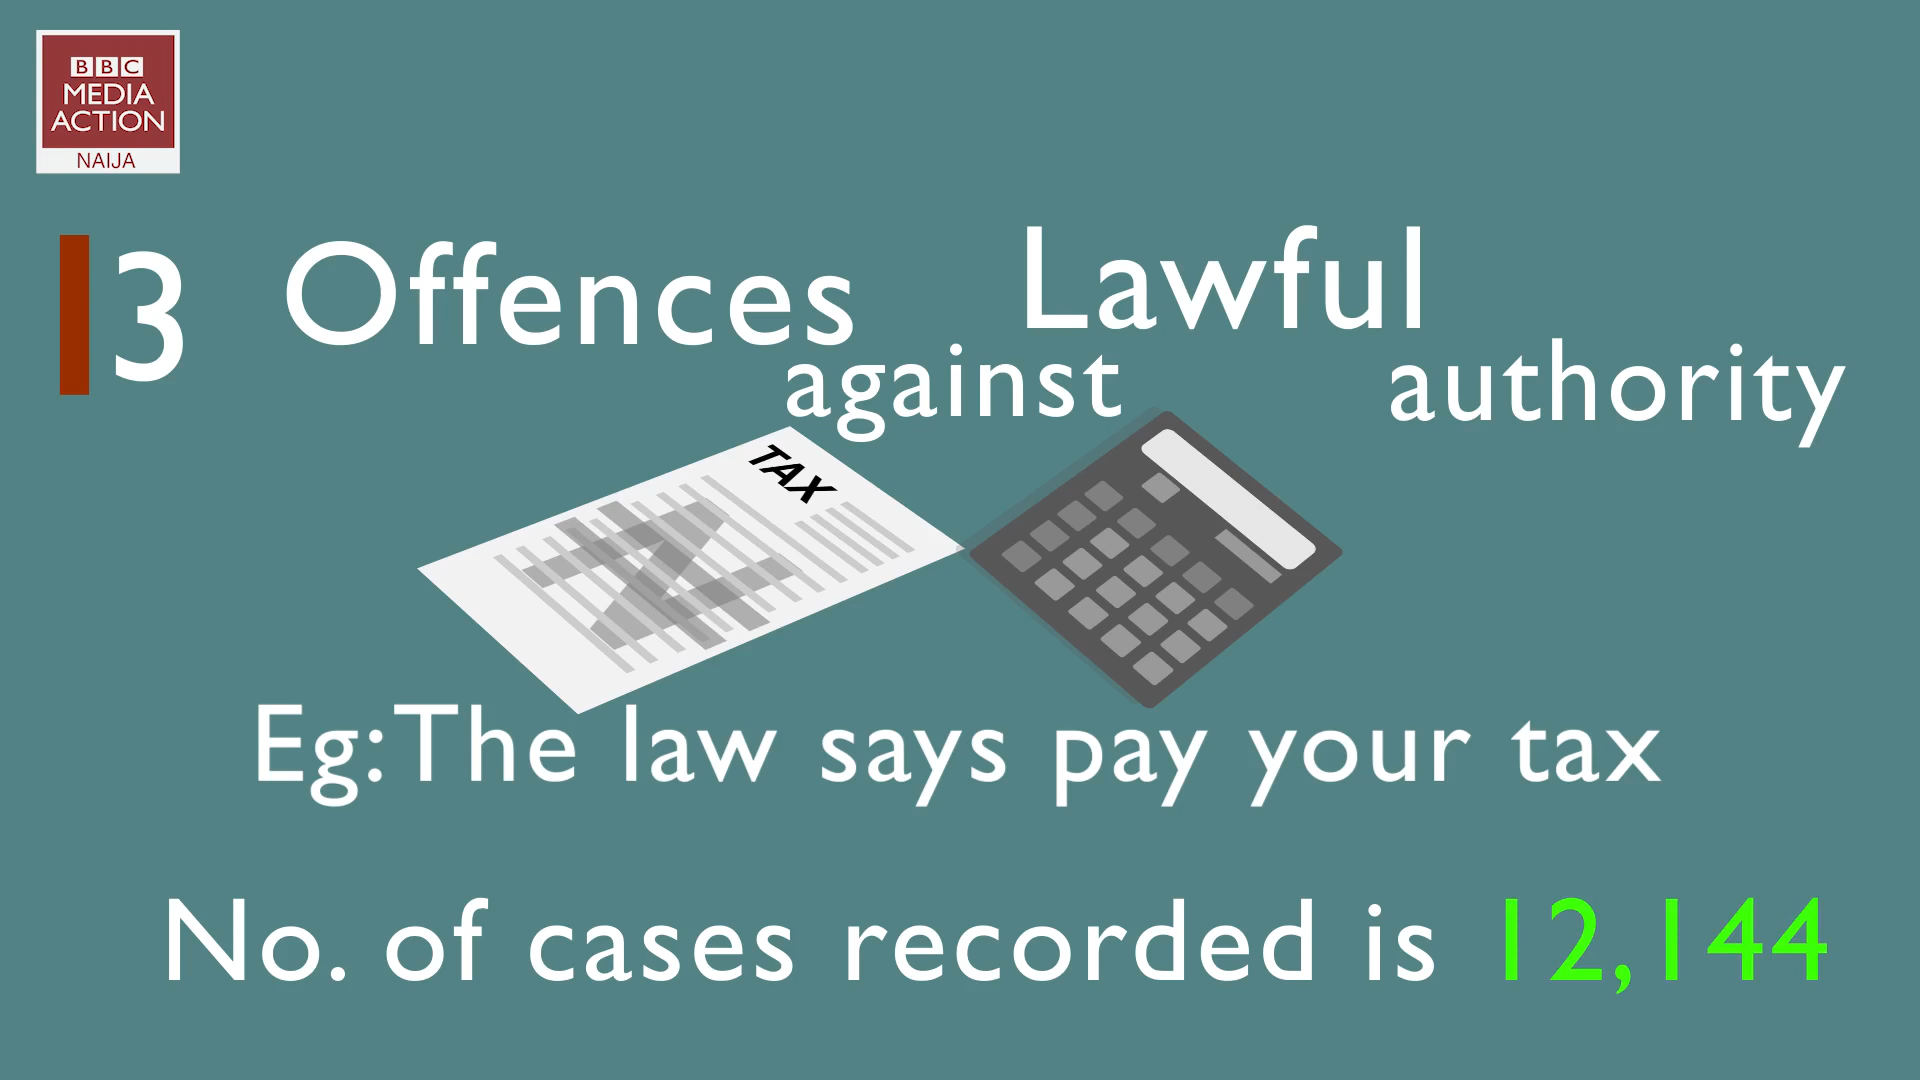 BBC
MEDIA
ACTION
NAIJA
3 Offences against Lawful authority
TAX
Eg: The law says pay your tax
No. of cases recorded is 12,144